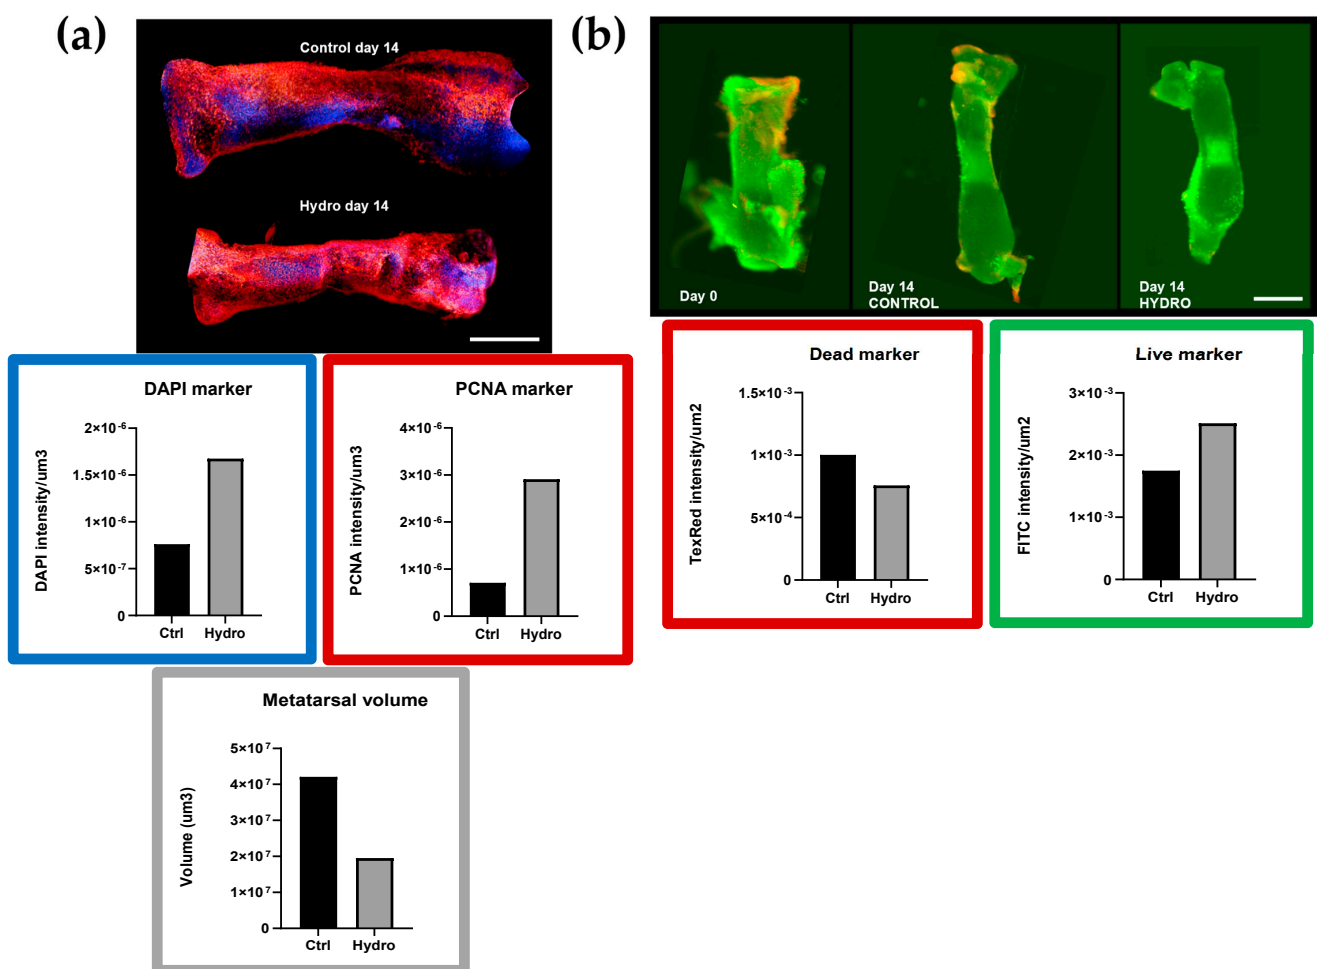 (a)
Control day 14
Hydro day 14
(b)
Day 0
Day 14
CONTROL
Day 14
HYDRO
DAPI marker
DAPI intensity/um3
2×10⁻⁶
1.5×10⁻⁶
1×10⁻⁶
5×10⁻⁷
0
Ctrl
Hydro
PCNA marker
PCNA intensity/um3
4×10⁻⁶
3×10⁻⁶
2×10⁻⁶
1×10⁻⁶
0
Ctrl
Hydro
Dead marker
TexRed intensity/um2
1.5×10⁻³
1×10⁻³
5×10⁻⁴
0
Ctrl
Hydro
Live marker
FITC intensity/um2
3×10⁻³
2×10⁻³
1×10⁻³
0
Ctrl
Hydro
Metatarsal volume
Volume (um3)
5×10⁷
4×10⁷
3×10⁷
2×10⁷
1×10⁷
0
Ctrl
Hydro